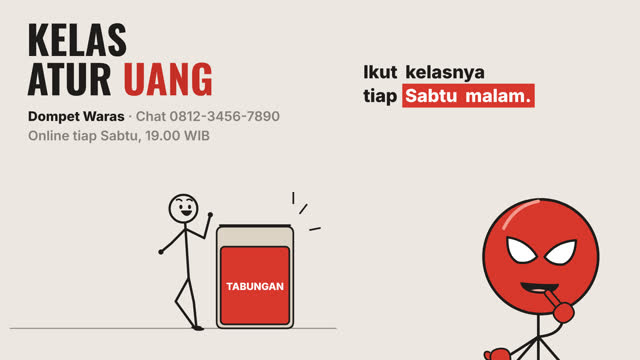 KELAS
ATUR UANG
Dompet Waras · Chat 0812-3456-7890
Online tiap Sabtu, 19.00 WIB
Ikut kelasnya
tiap Sabtu malam.
TABUNGAN